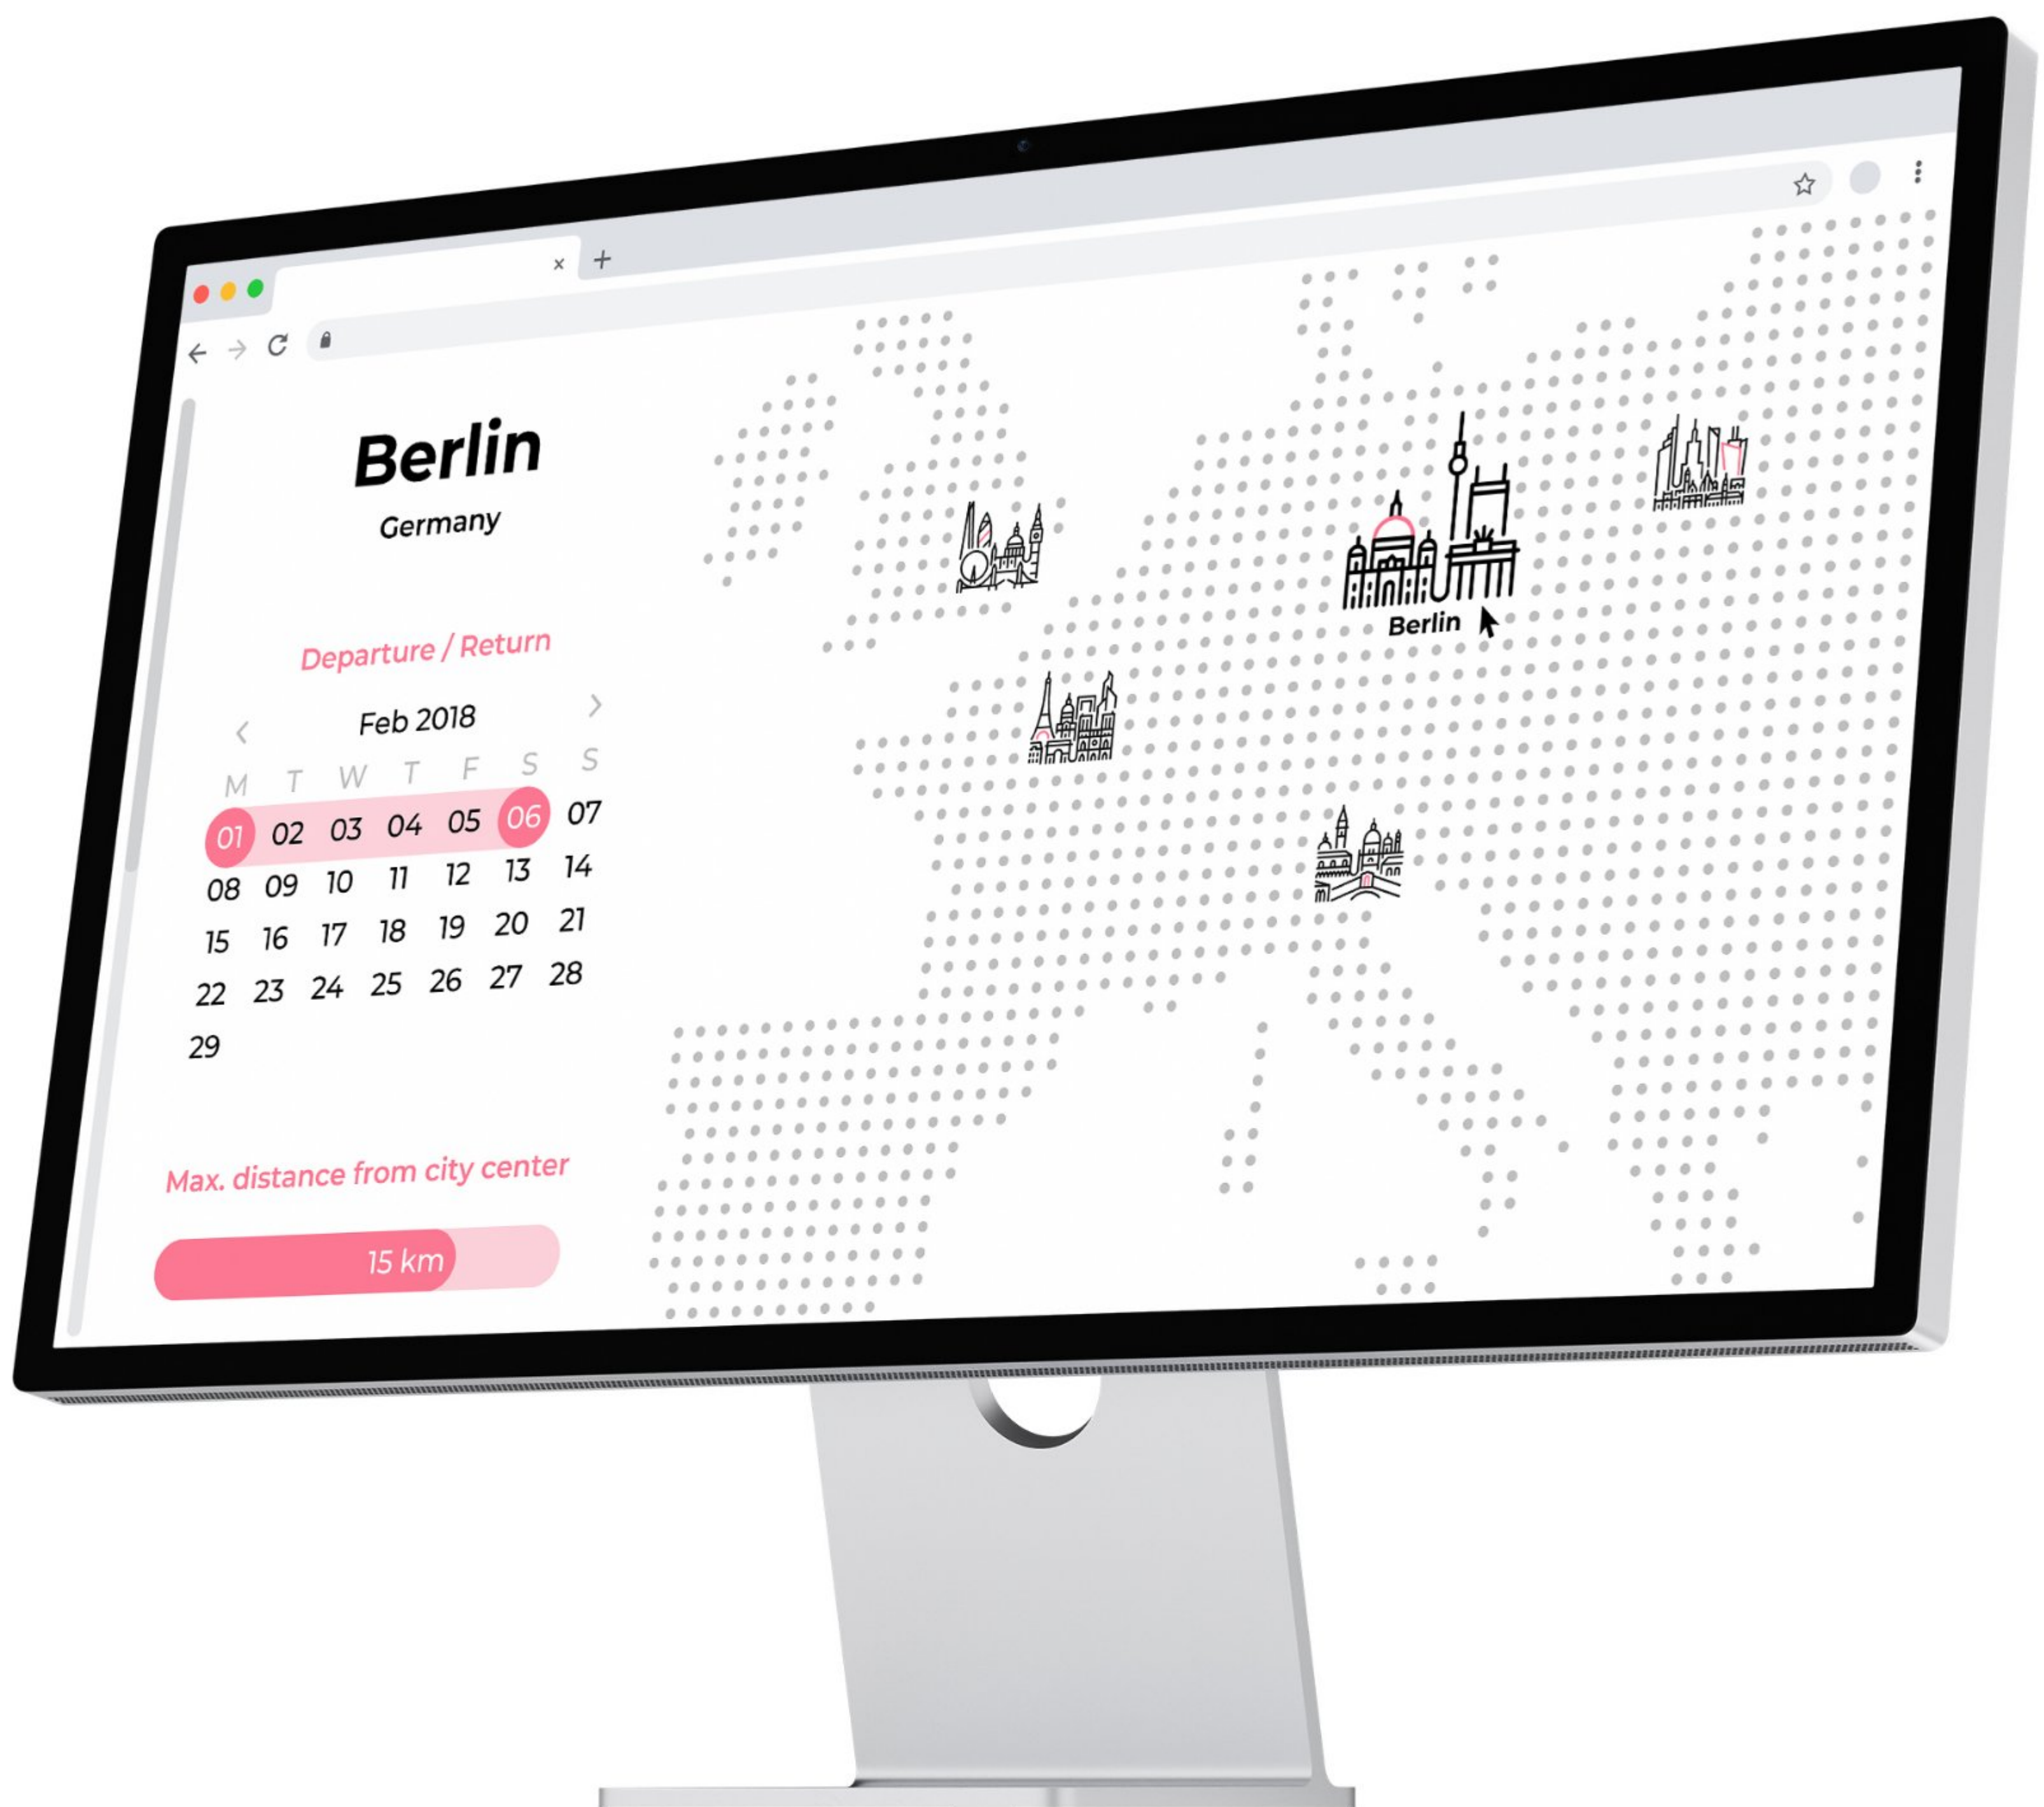 Berlin
Germany
Departure / Return
Feb 2018
M T W T F S S
01 02 03 04 05 06 07
08 09 10 11 12 13 14
15 16 17 18 19 20 21
22 23 24 25 26 27 28
29
Max. distance from city center
15 km
Berlin